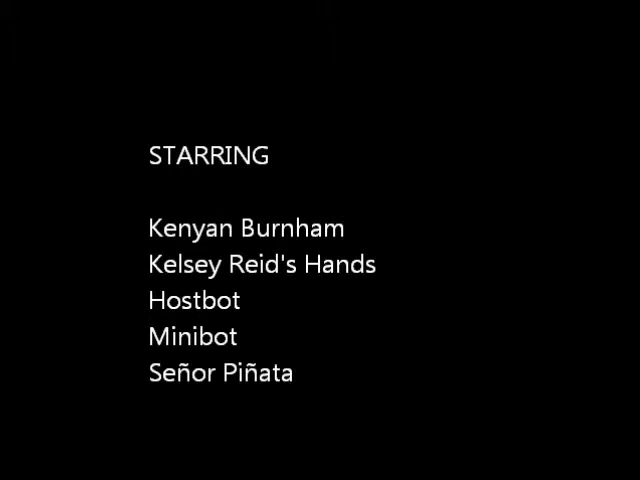 STARRING
Kenyan Burnham
Kelsey Reid's Hands
Hostbot
Minibot
Señor Piñata